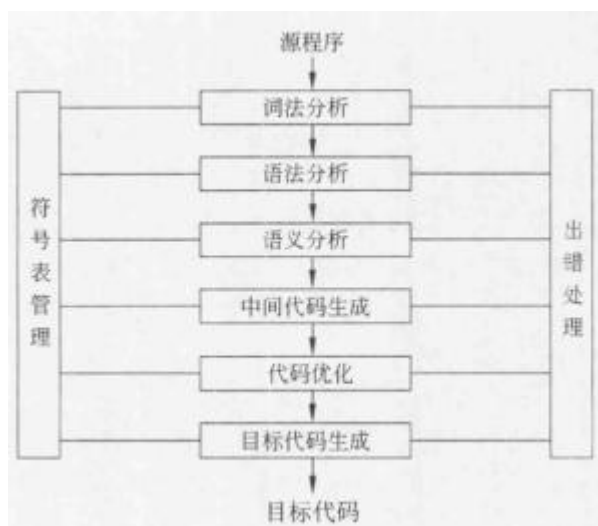 源程序
词法分析
语法分析
语义分析
中间代码生成
代码优化
目标代码生成
目标代码
符号表管理
出错处理